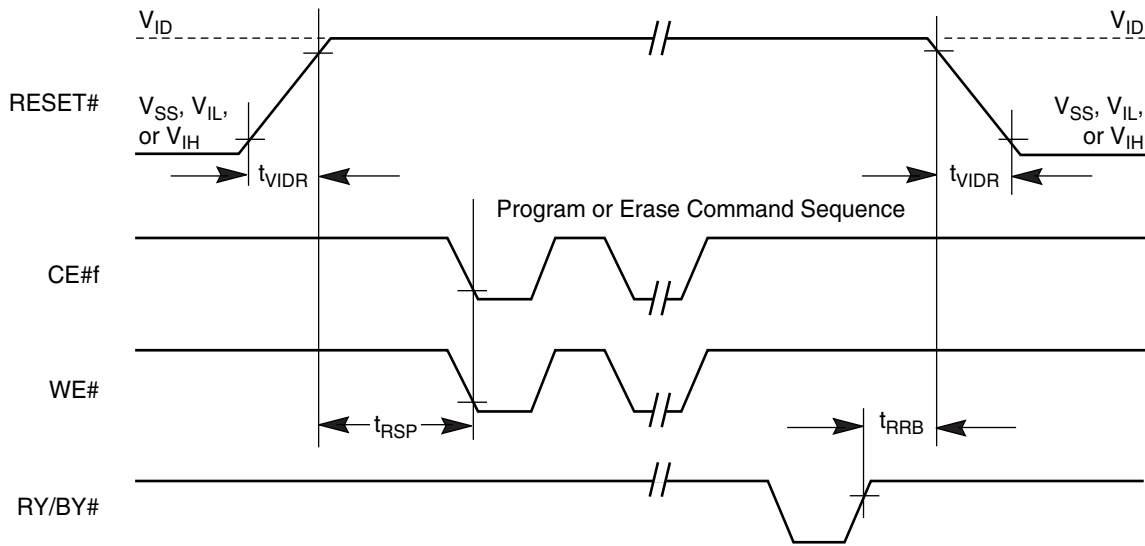 V_ID V_ID
RESET#
V_SS, V_IL,
or V_IH
V_SS, V_IL,
or V_IH
t_VIDR t_VIDR
Program or Erase Command Sequence
CE#f
WE#
t_RSP t_RRB
RY/BY#